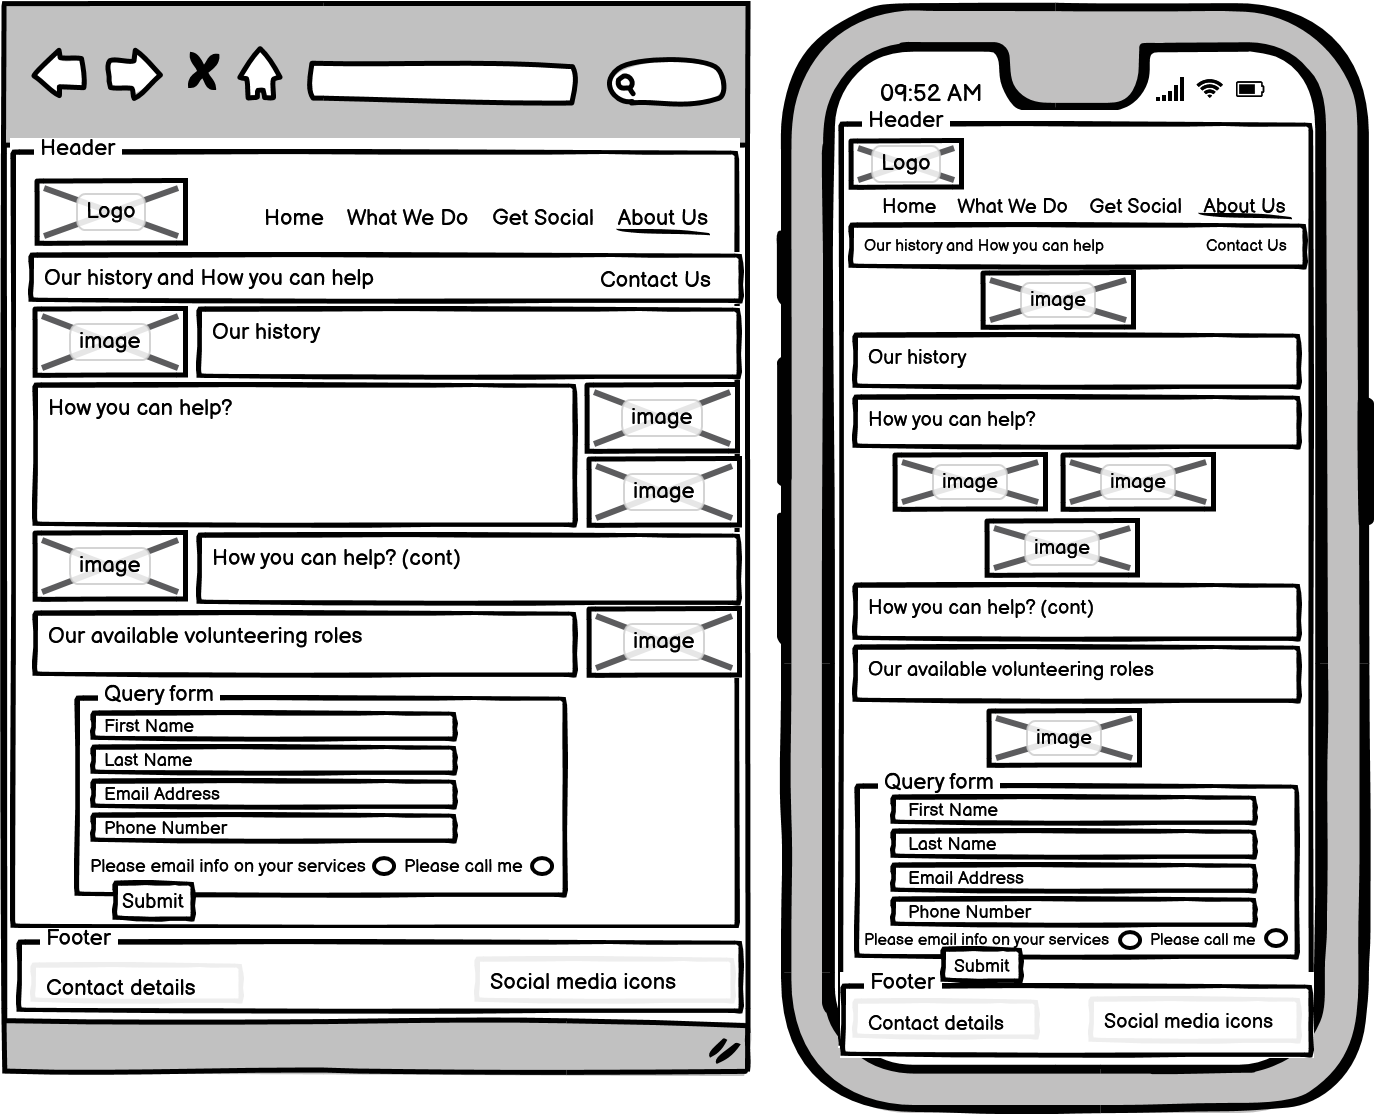 Header
Logo
Home What We Do Get Social About Us
Our history and How you can help Contact Us
image
Our history
How you can help?
image
image
image
How you can help? (cont)
Our available volunteering roles
image
Query form
First Name
Last Name
Email Address
Phone Number
Please email info on your services Please call me
Submit
Footer
Contact details
Social media icons
09:52 AM
Header
Logo
Home What We Do Get Social About Us
Our history and How you can help Contact Us
image
Our history
How you can help?
image image
image
How you can help? (cont)
Our available volunteering roles
image
Query form
First Name
Last Name
Email Address
Phone Number
Please email info on your services Please call me
Submit
Footer
Contact details
Social media icons